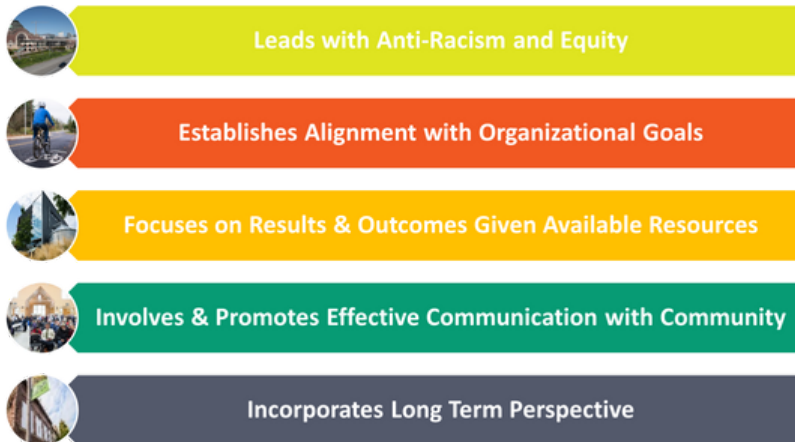 Leads with Anti-Racism and Equity
Establishes Alignment with Organizational Goals
Focuses on Results & Outcomes Given Available Resources
Involves & Promotes Effective Communication with Community
Incorporates Long Term Perspective